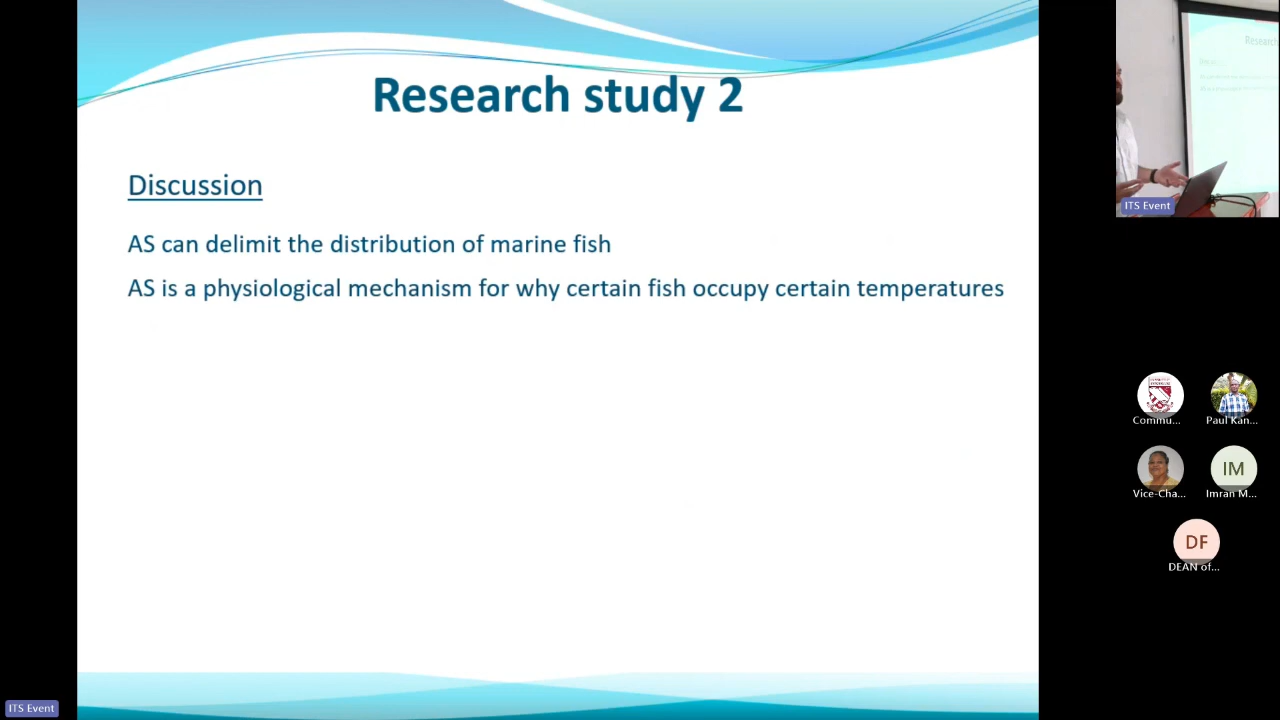 Research study 2
Discussion
AS can delimit the distribution of marine fish
AS is a physiological mechanism for why certain fish occupy certain temperatures
ITS Event
Research
Commu...
Paul Kan...
Vice-Cha...
IM
Imran M...
DF
DEAN of...
ITS Event